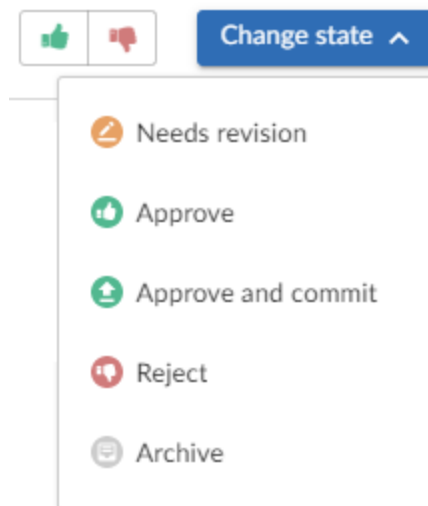 Change state
Needs revision
Approve
Approve and commit
Reject
Archive